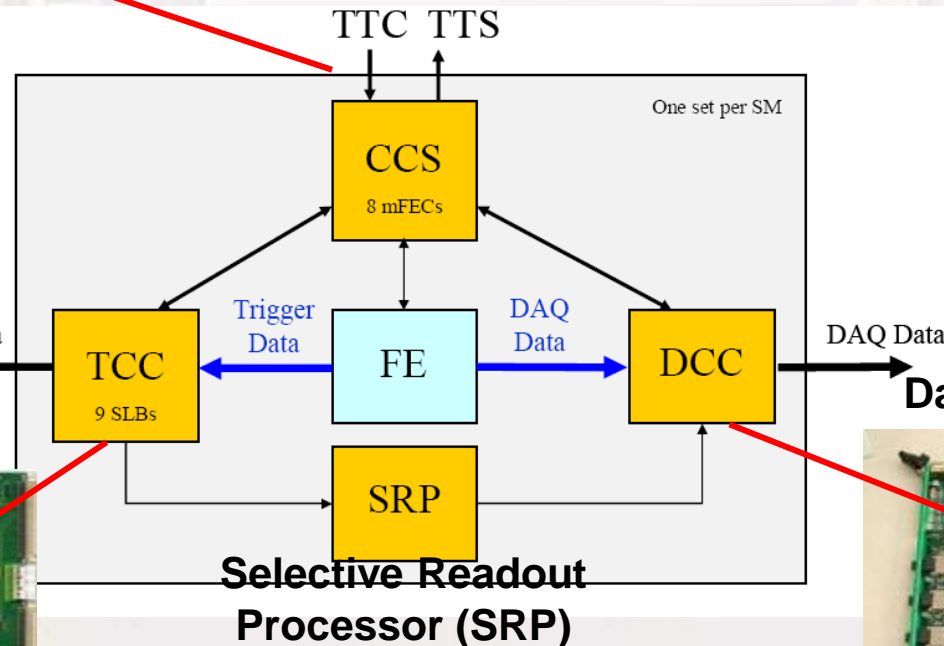 TTC TTS
One set per SM
CCS
8 mFECs
Trigger
Data
DAQ
Data
TCC
9 SLBs
FE
DCC
DAQ Data
SRP
Selective Readout
Processor (SRP)